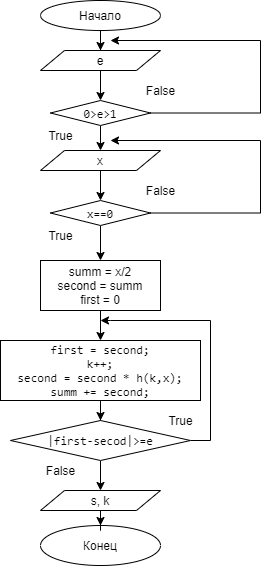 Начало
e
False
0>e>1
True
x
False
x==0
True
summ = x/2
second = summ
first = 0
first = second;
k++;
second = second * h(k,x);
summ += second;
True
|first-secod|>=e
False
s, k
Конец